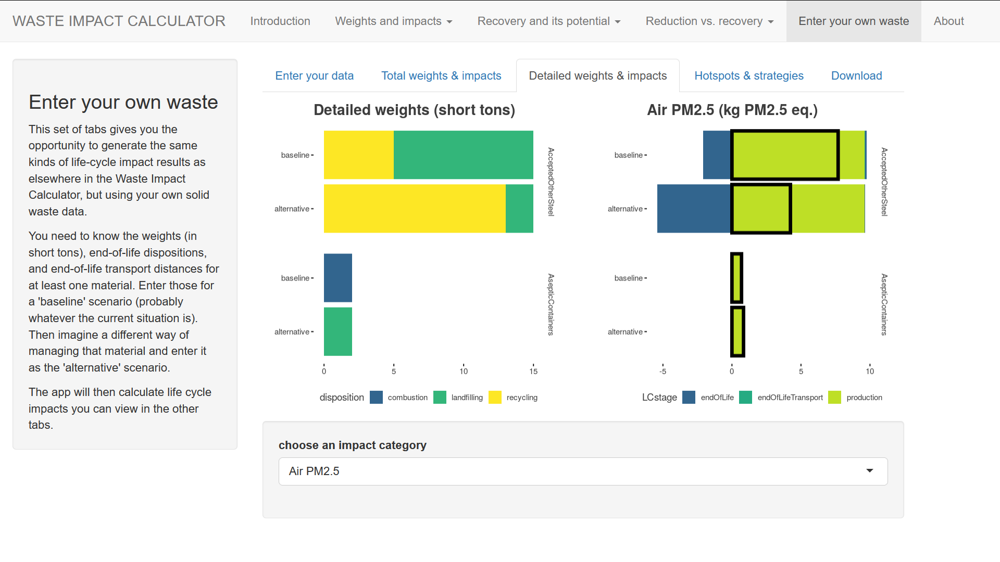 WASTE IMPACT CALCULATOR Introduction Weights and impacts Recovery and its potential Reduction vs. recovery Enter your own waste About
Enter your own waste
This set of tabs gives you the
opportunity to generate the same
kinds of life-cycle impact results as
elsewhere in the Waste Impact
Calculator, but using your own solid
waste data.
You need to know the weights (in
short tons), end-of-life dispositions,
and end-of-life transport distances for
at least one material. Enter those for
a 'baseline' scenario (probably
whatever the current situation is).
Then imagine a different way of
managing that material and enter it
as the 'alternative' scenario.
The app will then calculate life cycle
impacts you can view in the other
tabs.
Enter your data Total weights & impacts Detailed weights & impacts Hotspots & strategies Download
Detailed weights (short tons)
baseline
alternative
AcceptedOtherSteel
baseline
alternative
AsepticContainers
0 5 10 15
disposition combustion landfilling recycling
Air PM2.5 (kg PM2.5 eq.)
baseline
alternative
AcceptedOtherSteel
baseline
alternative
AsepticContainers
-5 0 5 10
LCstage endOfLife endOfLifeTransport production
choose an impact category
Air PM2.5